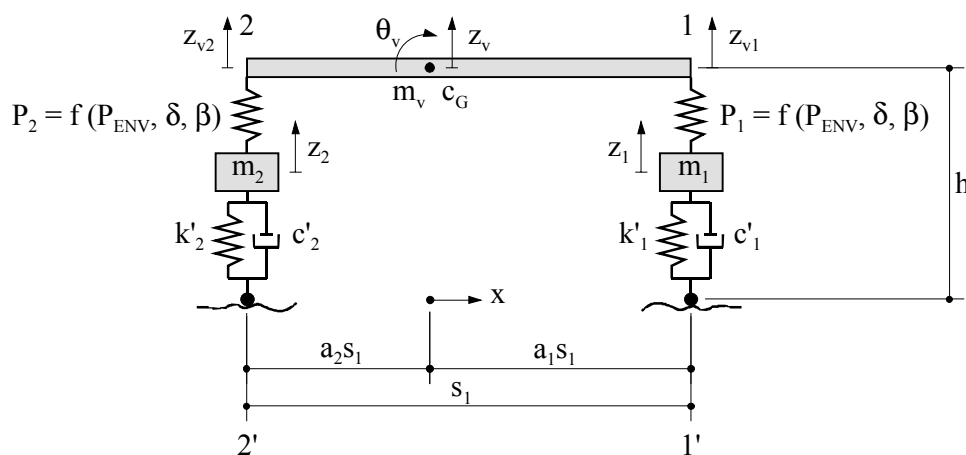 z_v2 2 θ_v z_v 1 z_v1
m_v c_G
P_2 = f (P_ENV, δ, β) P_1 = f (P_ENV, δ, β)
z_2 z_1
m_2 m_1 h
k'_2 c'_2 k'_1 c'_1
x
a_2s_1 a_1s_1
s_1
2' 1'